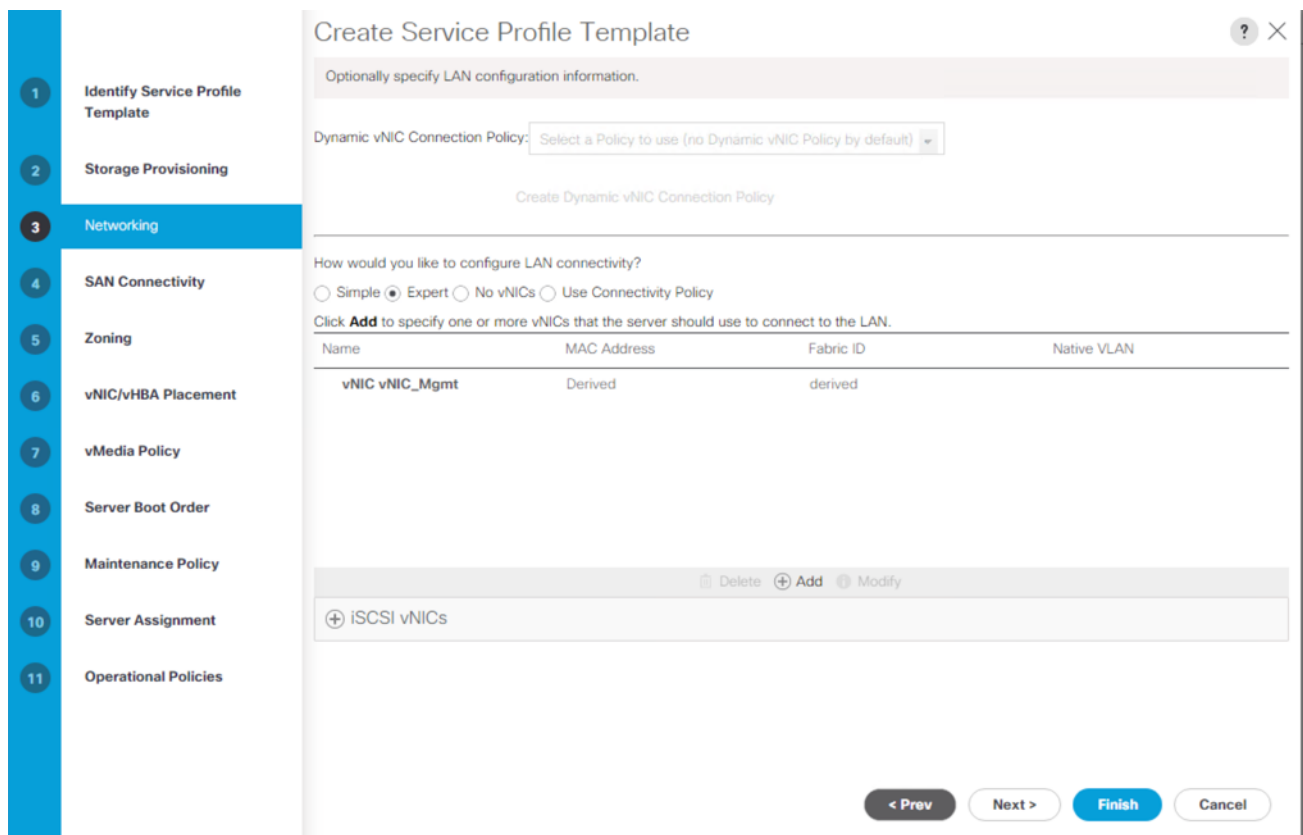 Create Service Profile Template
?
Optionally specify LAN configuration information.
1 Identify Service Profile
Template
2 Storage Provisioning
3 Networking
4 SAN Connectivity
5 Zoning
6 vNIC/vHBA Placement
7 vMedia Policy
8 Server Boot Order
9 Maintenance Policy
10 Server Assignment
11 Operational Policies
Dynamic vNIC Connection Policy: Select a Policy to use (no Dynamic vNIC Policy by default)
Create Dynamic vNIC Connection Policy
How would you like to configure LAN connectivity?
Simple Expert No vNICs Use Connectivity Policy
Click Add to specify one or more vNICs that the server should use to connect to the LAN.
Name MAC Address Fabric ID Native VLAN
vNIC vNIC_Mgmt Derived derived
Delete Add Modify
iSCSI vNICs
< Prev Next > Finish Cancel